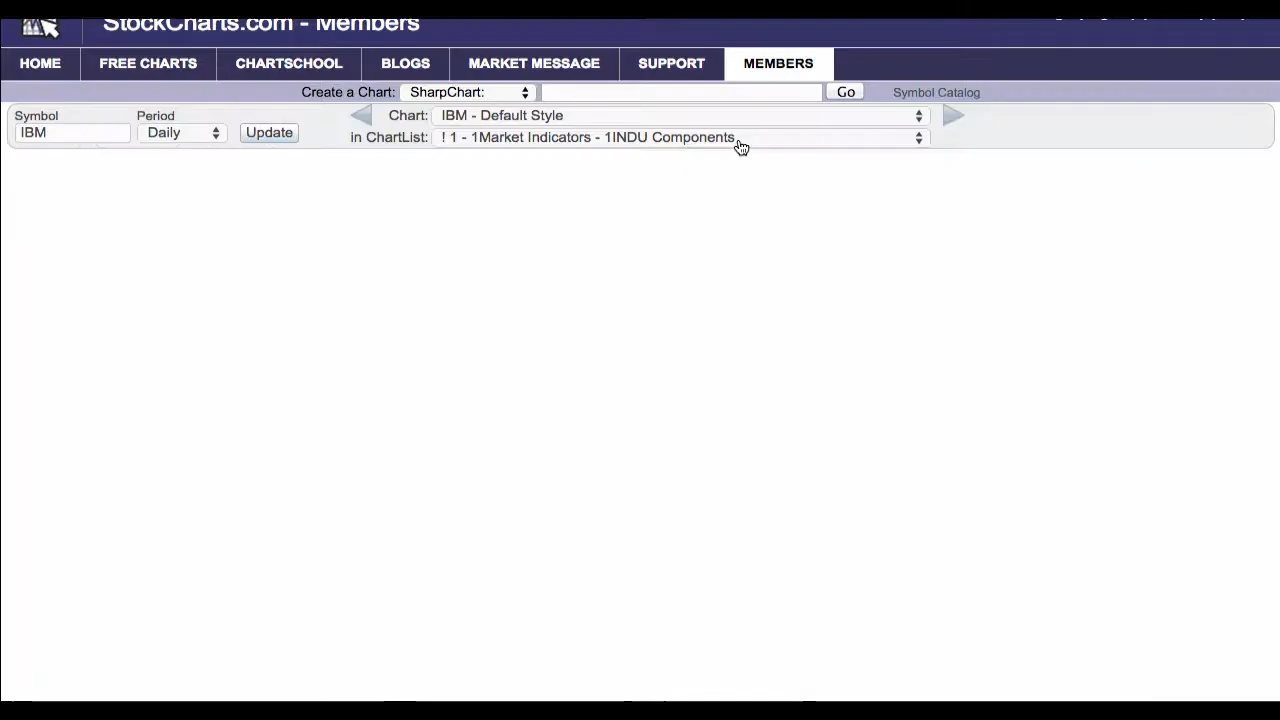 StockCharts.com - Members
HOME FREE CHARTS CHARTSCHOOL BLOGS MARKET MESSAGE SUPPORT MEMBERS
Create a Chart: SharpChart: Go Symbol Catalog
Symbol Period Chart: IBM - Default Style
IBM Daily Update in ChartList: ! 1 - 1Market Indicators - 1INDU Components